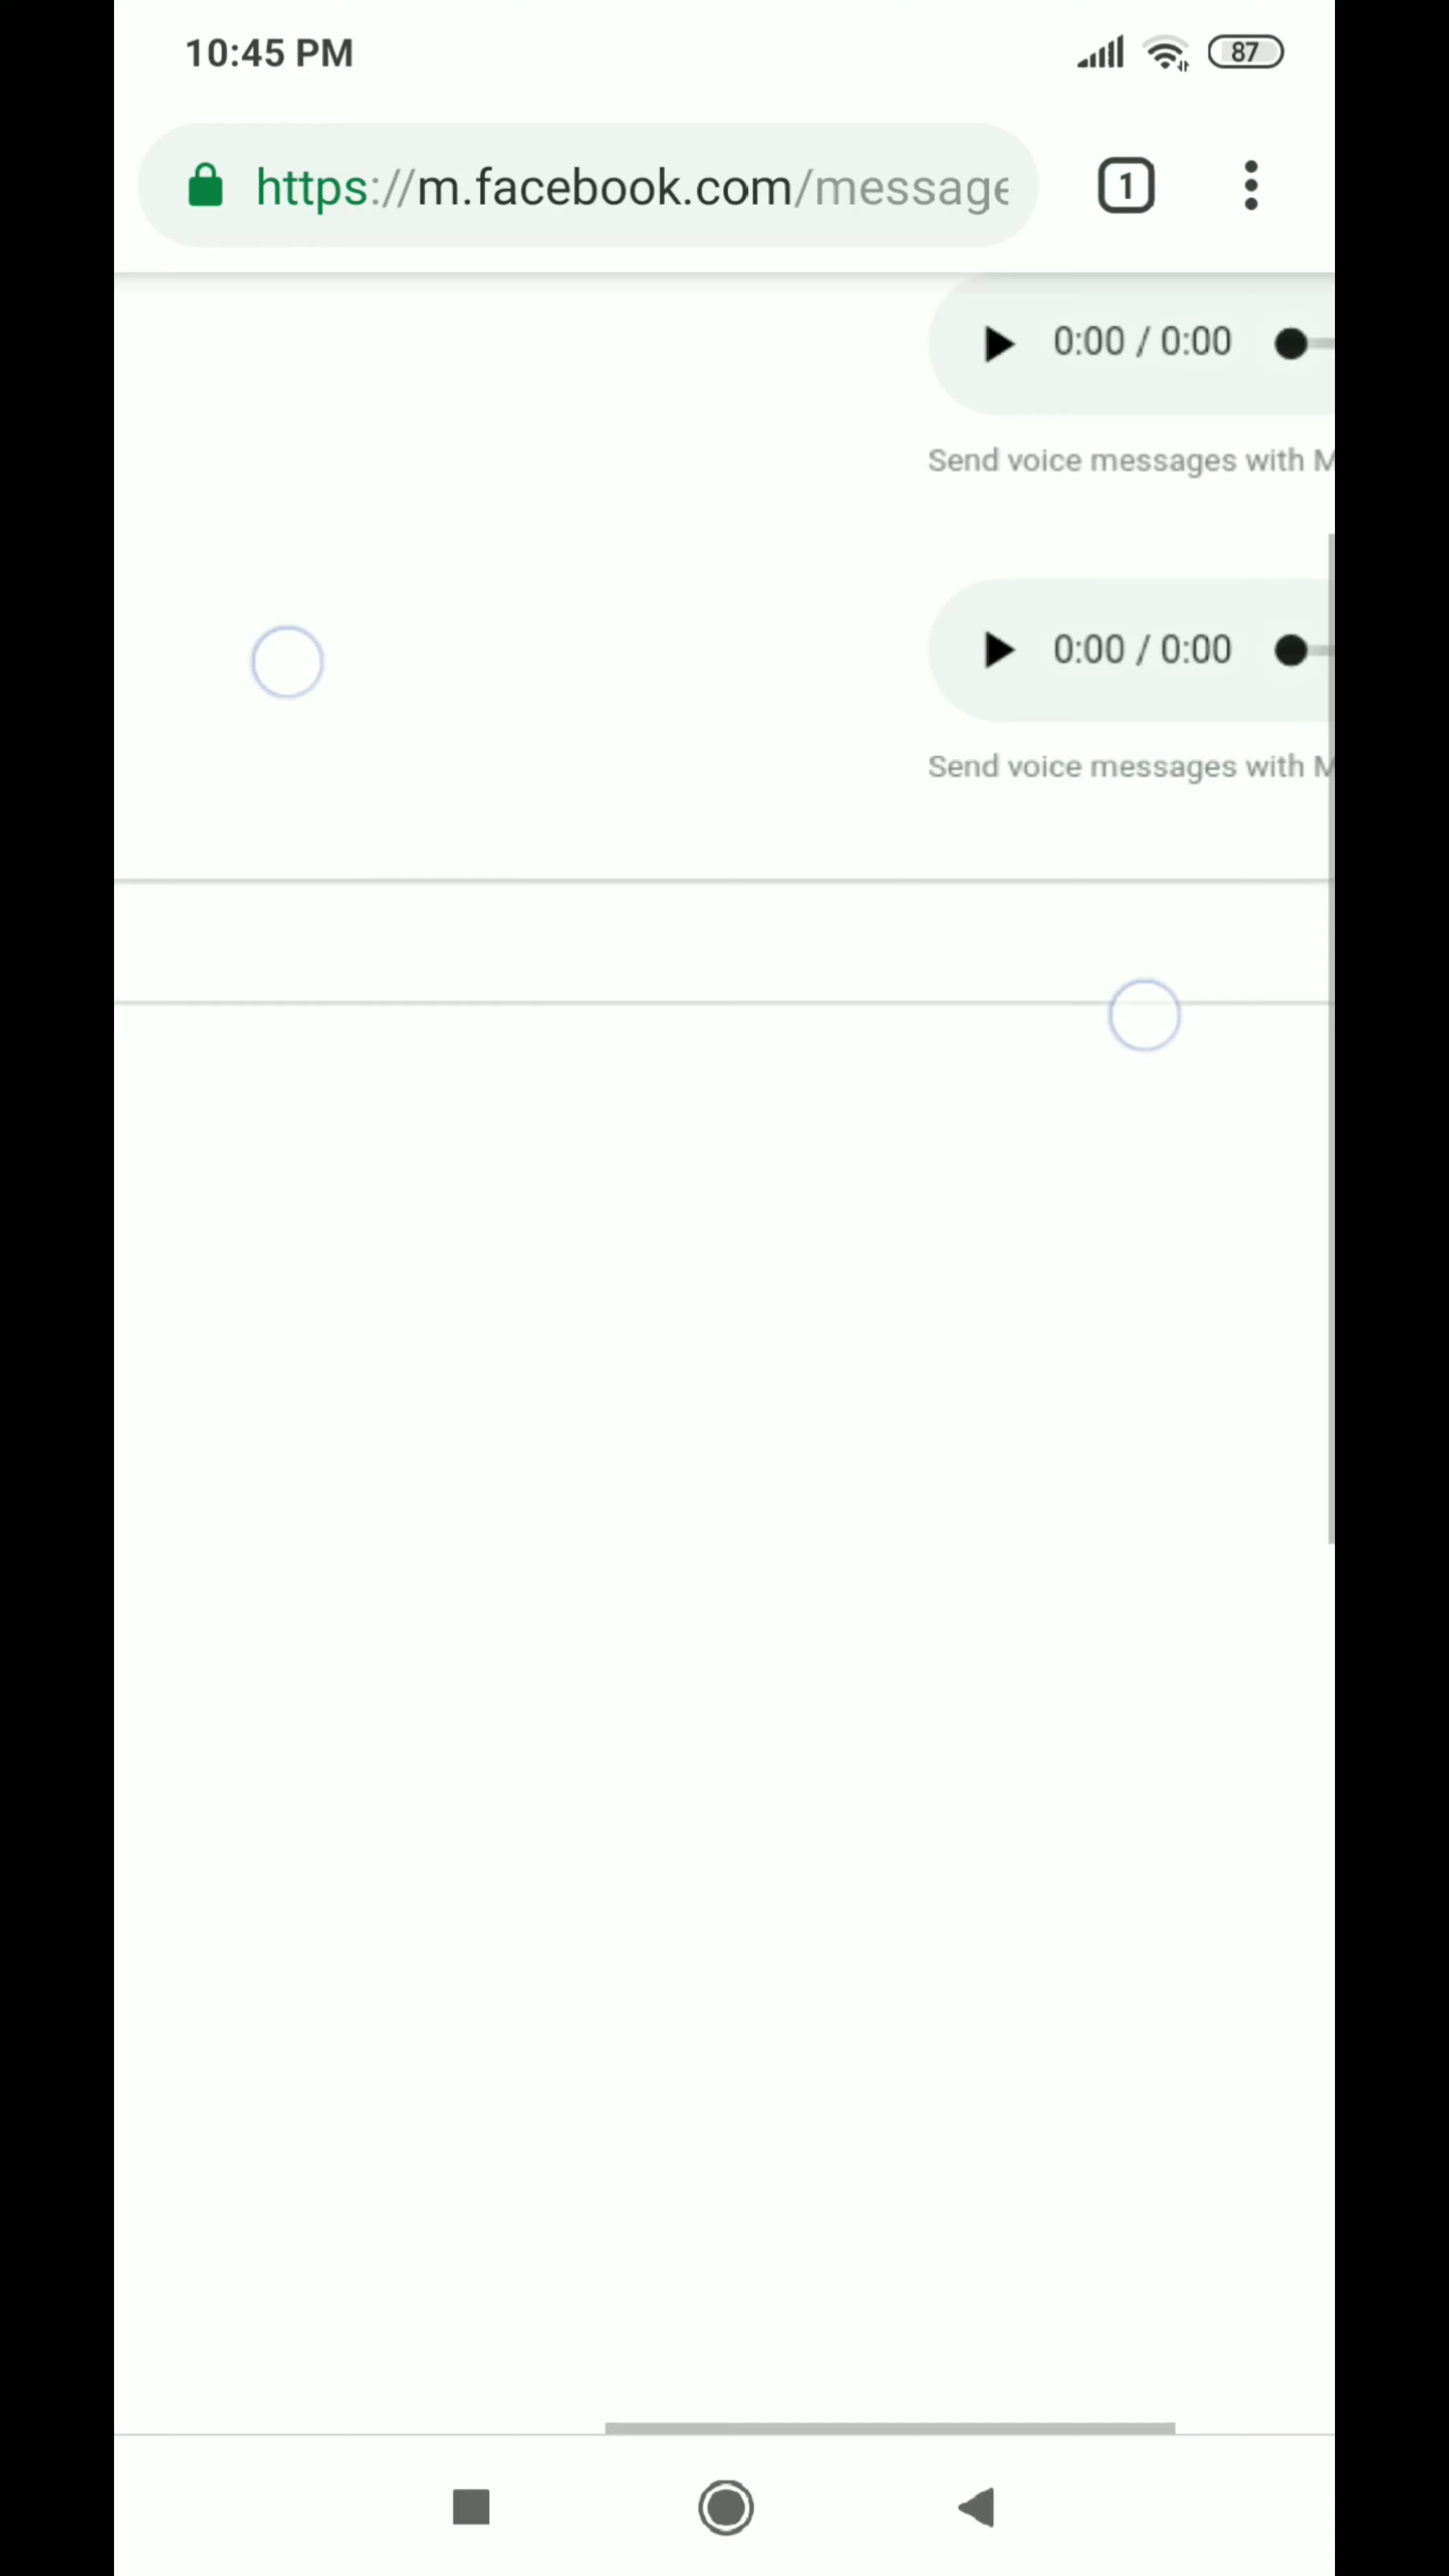 10:45 PM 87
https://m.facebook.com/message 1
0:00 / 0:00
Send voice messages with M
0:00 / 0:00
Send voice messages with M